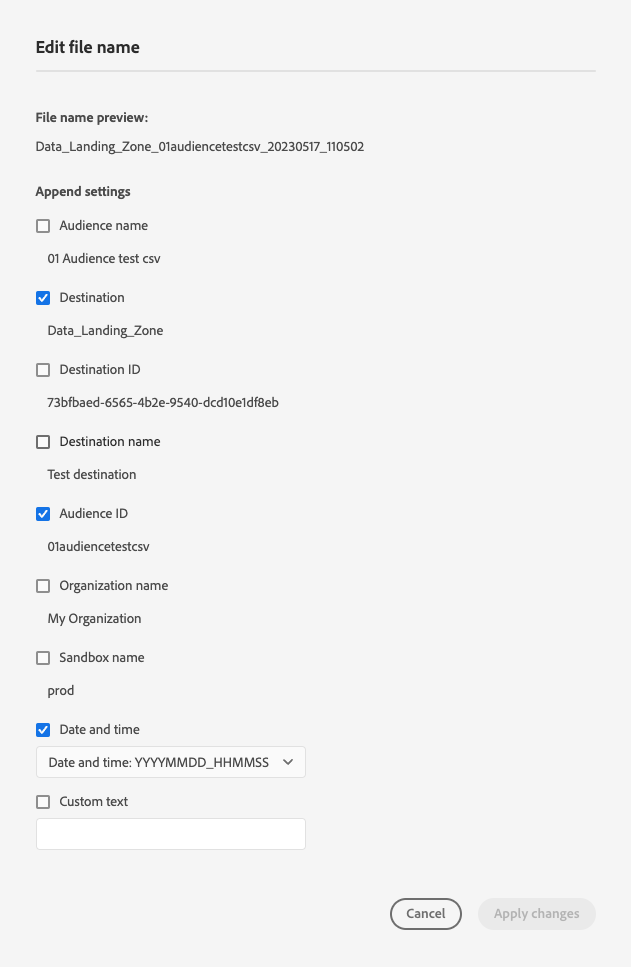 Edit file name
File name preview:
Data_Landing_Zone_01audiencetestcsv_20230517_110502
Append settings
Audience name
01 Audience test csv
Destination
Data_Landing_Zone
Destination ID
73bfbaed-6565-4b2e-9540-dcd10e1df8eb
Destination name
Test destination
Audience ID
01audiencetestcsv
Organization name
My Organization
Sandbox name
prod
Date and time
Date and time: YYYYMMDD_HHMMSS
Custom text
Cancel Apply changes